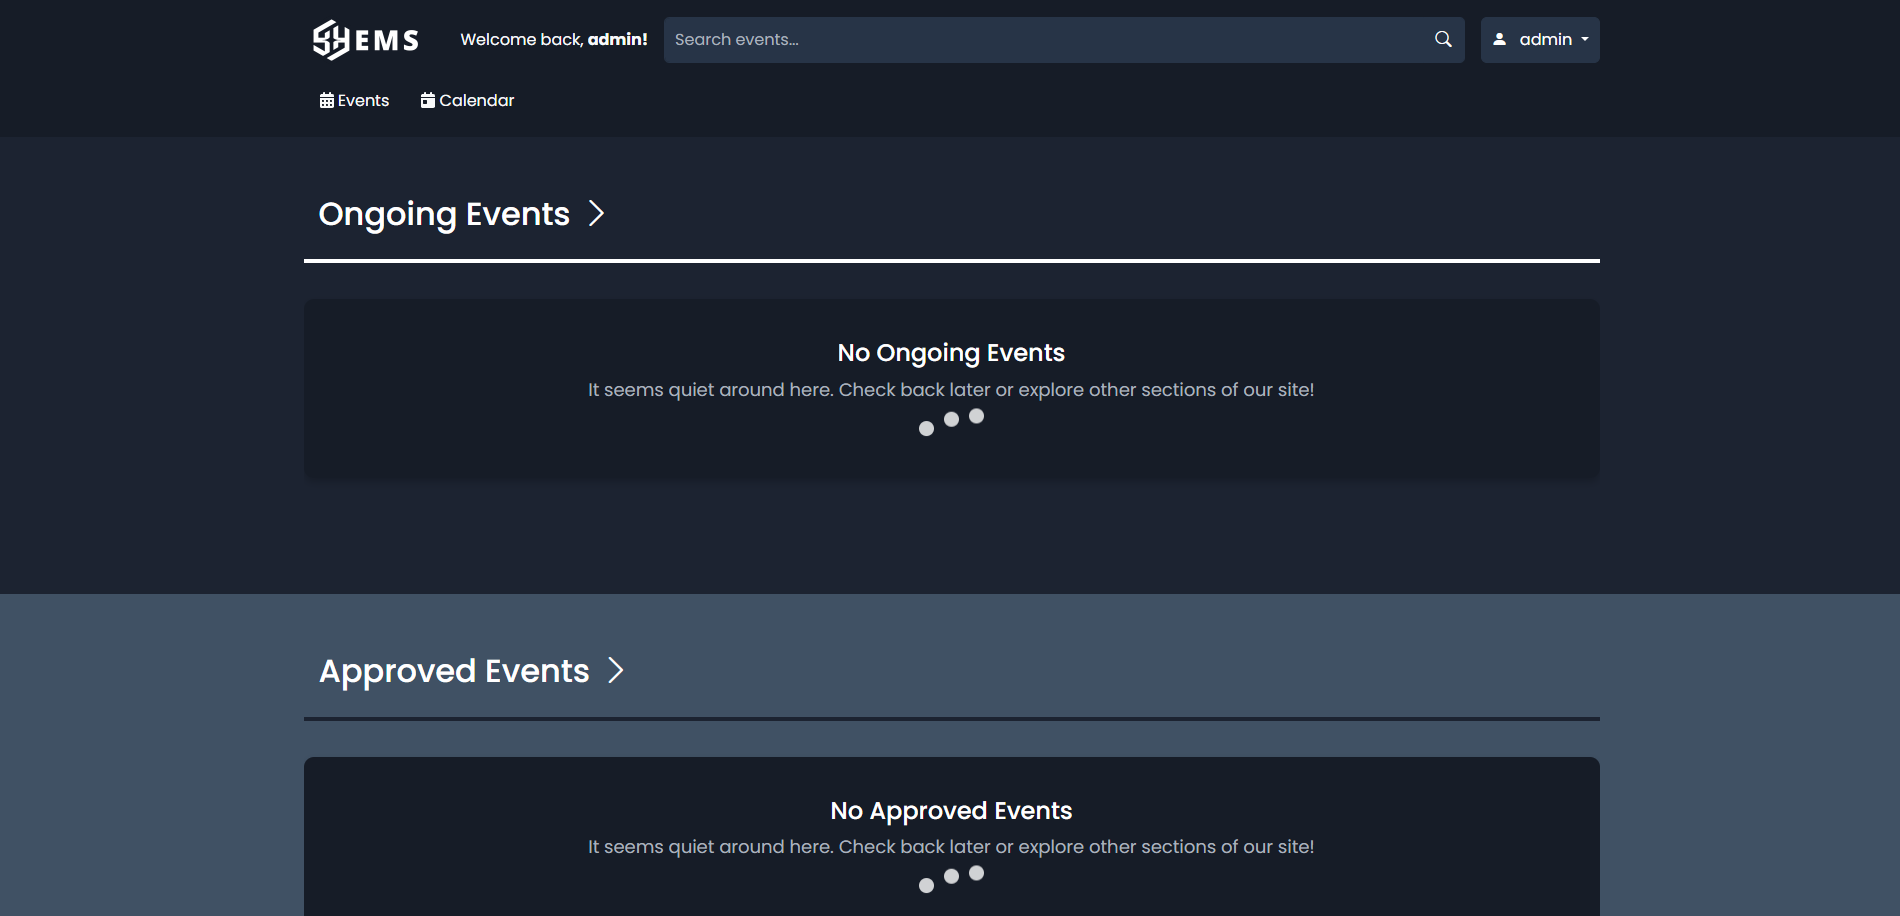 SH EMS
Welcome back, admin!
Search events...
admin
Events
Calendar
Ongoing Events
No Ongoing Events
It seems quiet around here. Check back later or explore other sections of our site!
Approved Events
No Approved Events
It seems quiet around here. Check back later or explore other sections of our site!